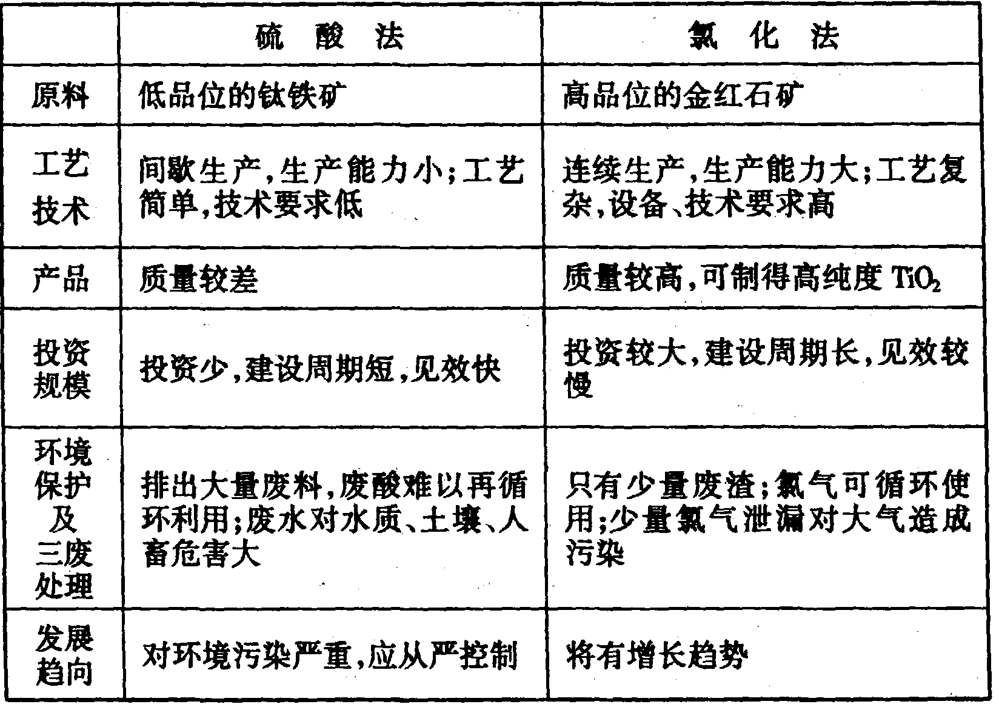 硫酸法
氯化法
原料
低品位的钛铁矿
高品位的金红石矿
工艺
技术
间歇生产,生产能力小;工艺
简单,技术要求低
连续生产,生产能力大;工艺复
杂,设备、技术要求高
产品
质量较差
质量较高,可制得高纯度 TiO₂
投资
规模
投资少,建设周期短,见效快
投资较大,建设周期长,见效较
慢
环境
保护
及
三废
处理
排出大量废料,废酸难以再循
环利用;废水对水质、土壤、人
畜危害大
只有少量废渣;氯气可循环使
用;少量氯气泄漏对大气造成
污染
发展
趋向
对环境污染严重,应从严控制
将有增长趋势